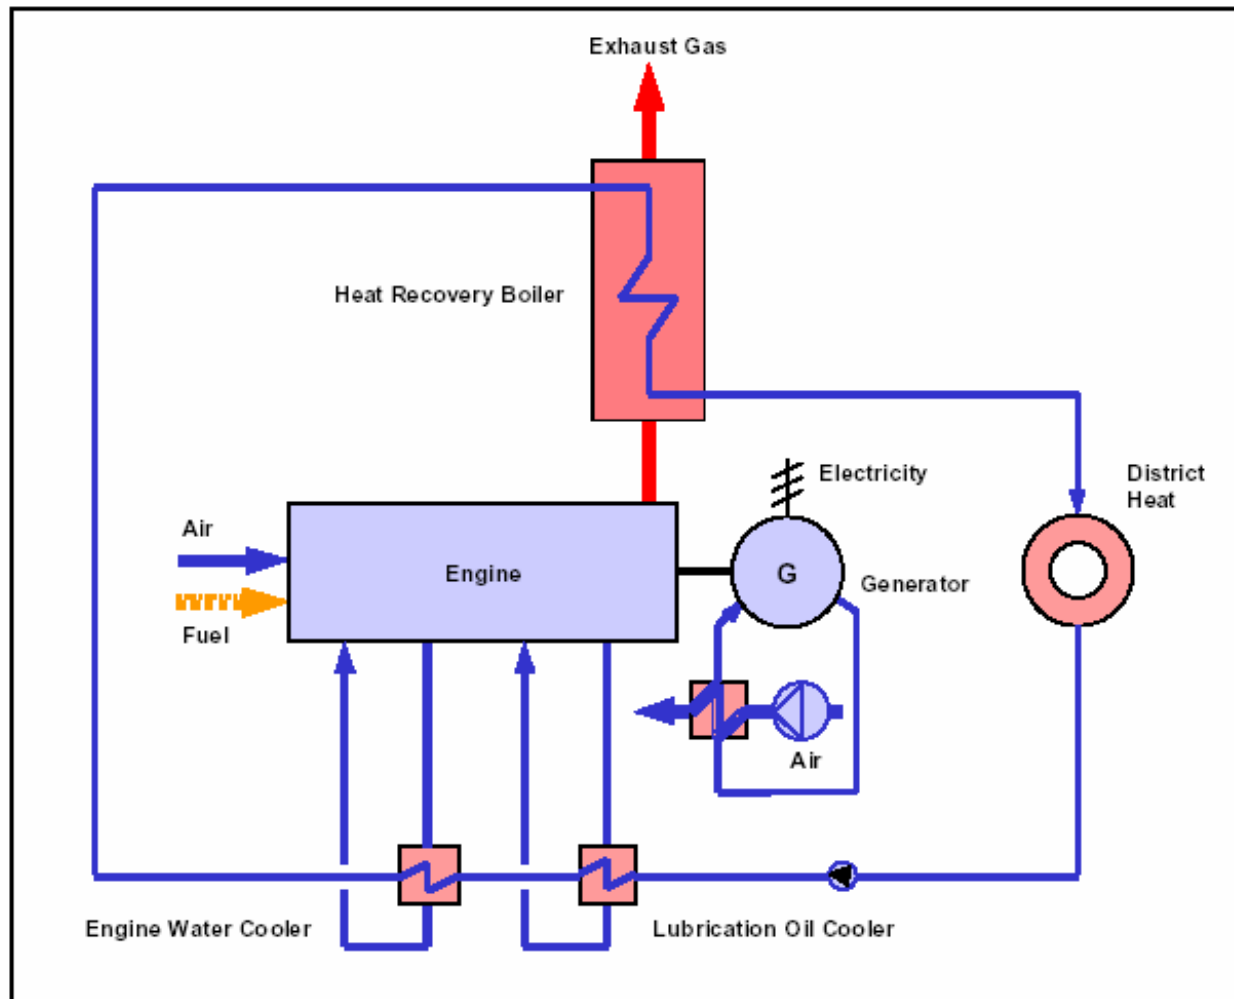 Exhaust Gas
Heat Recovery Boiler
Electricity
District
Heat
Air
Engine
G
Generator
Fuel
Air
Engine Water Cooler
Lubrication Oil Cooler